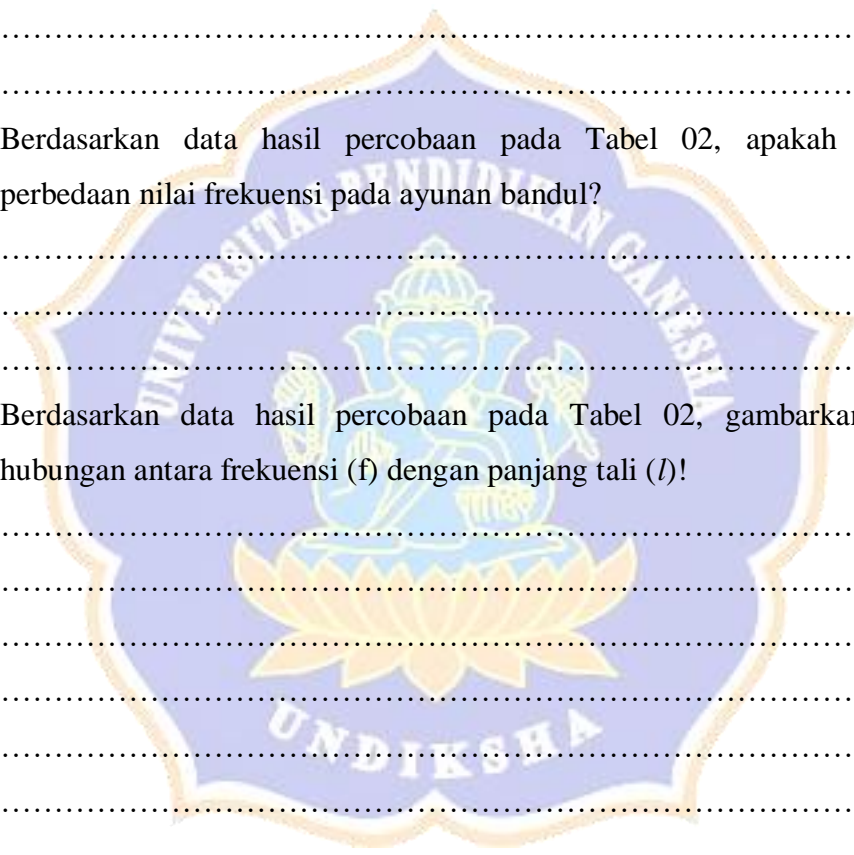 ………………………………………………………………………
………………………………………………………………………
Berdasarkan data hasil percobaan pada Tabel 02, apakah
perbedaan nilai frekuensi pada ayunan bandul?
………………………………………………………………………
………………………………………………………………………
………………………………………………………………………
Berdasarkan data hasil percobaan pada Tabel 02, gambarkan
hubungan antara frekuensi (f) dengan panjang tali (l)!
………………………………………………………………………
………………………………………………………………………
………………………………………………………………………
………………………………………………………………………
………………………………………………………………………
………………………………………………………………………
UNIVERSITAS PENDIDIKAN GANESHA
UNDIKSHA